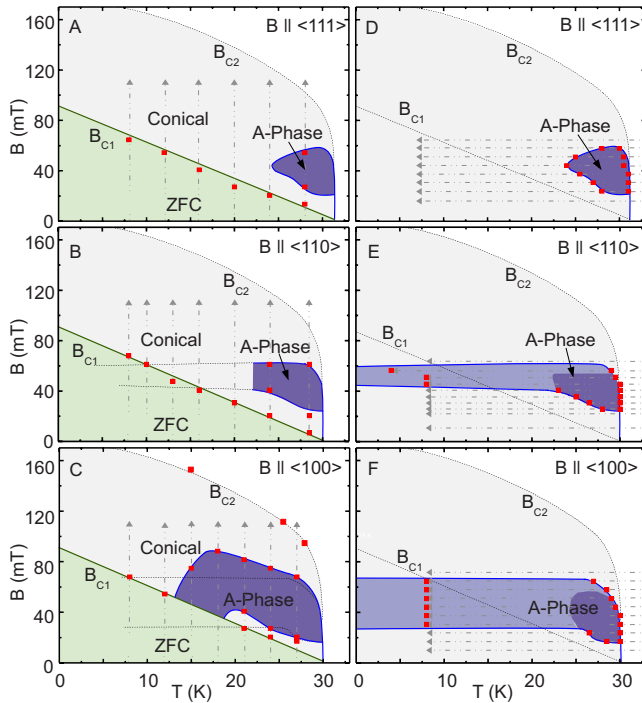 A
B || <111>
B_C2
Conical
A-Phase
B_C1
ZFC
B (mT)
160
120
80
40
0
D
B || <111>
B_C2
B_C1
A-Phase
B
B || <110>
B_C2
Conical
B_C1
A-Phase
ZFC
B (mT)
160
120
80
40
0
E
B || <110>
B_C2
B_C1
A-Phase
C
B || <100>
B_C2
Conical
B_C1
A-Phase
ZFC
B (mT)
160
120
80
40
0
0 10 20 30
T (K)
F
B || <100>
B_C2
B_C1
A-Phase
0 10 20 30
T (K)